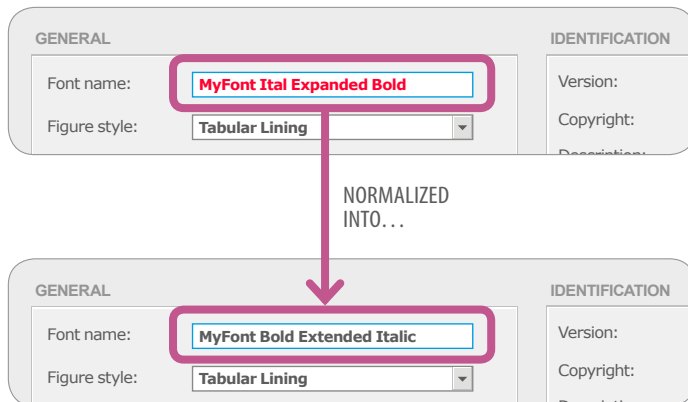 GENERAL IDENTIFICATION
Font name: MyFont Ital Expanded Bold Version:
Figure style: Tabular Lining Copyright:
Description:
NORMALIZED
INTO...
GENERAL IDENTIFICATION
Font name: MyFont Bold Extended Italic Version:
Figure style: Tabular Lining Copyright: